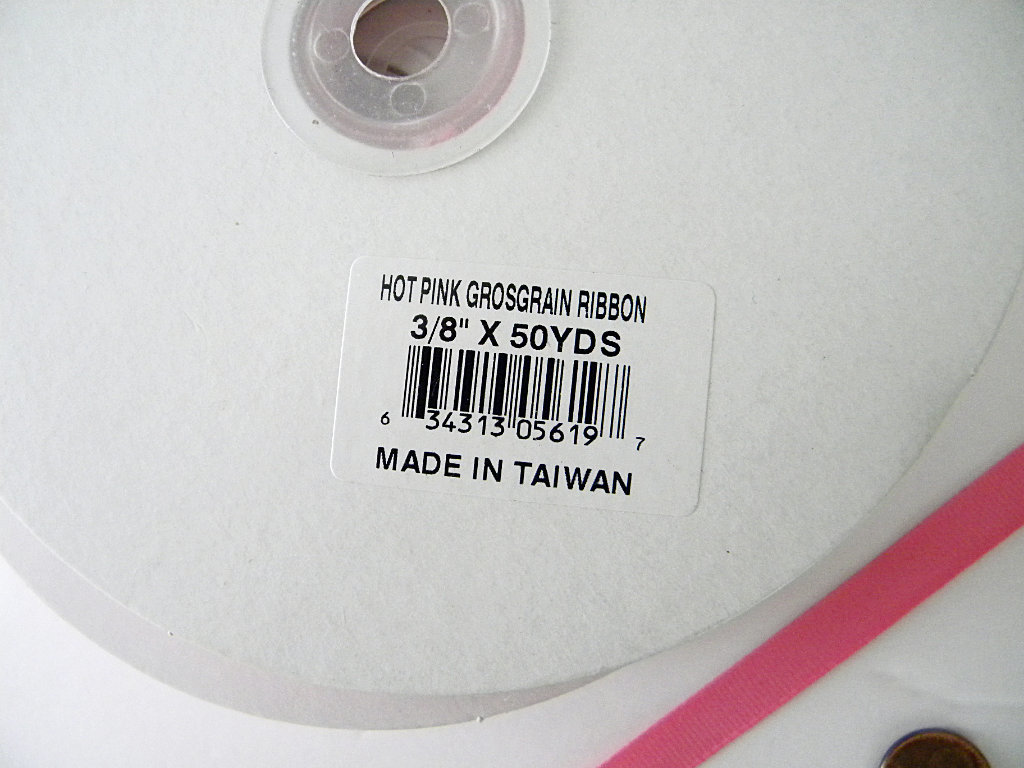 HOT PINK GROSGRAIN RIBBON
3/8" X 50YDS
6 34313 05619 7
MADE IN TAIWAN